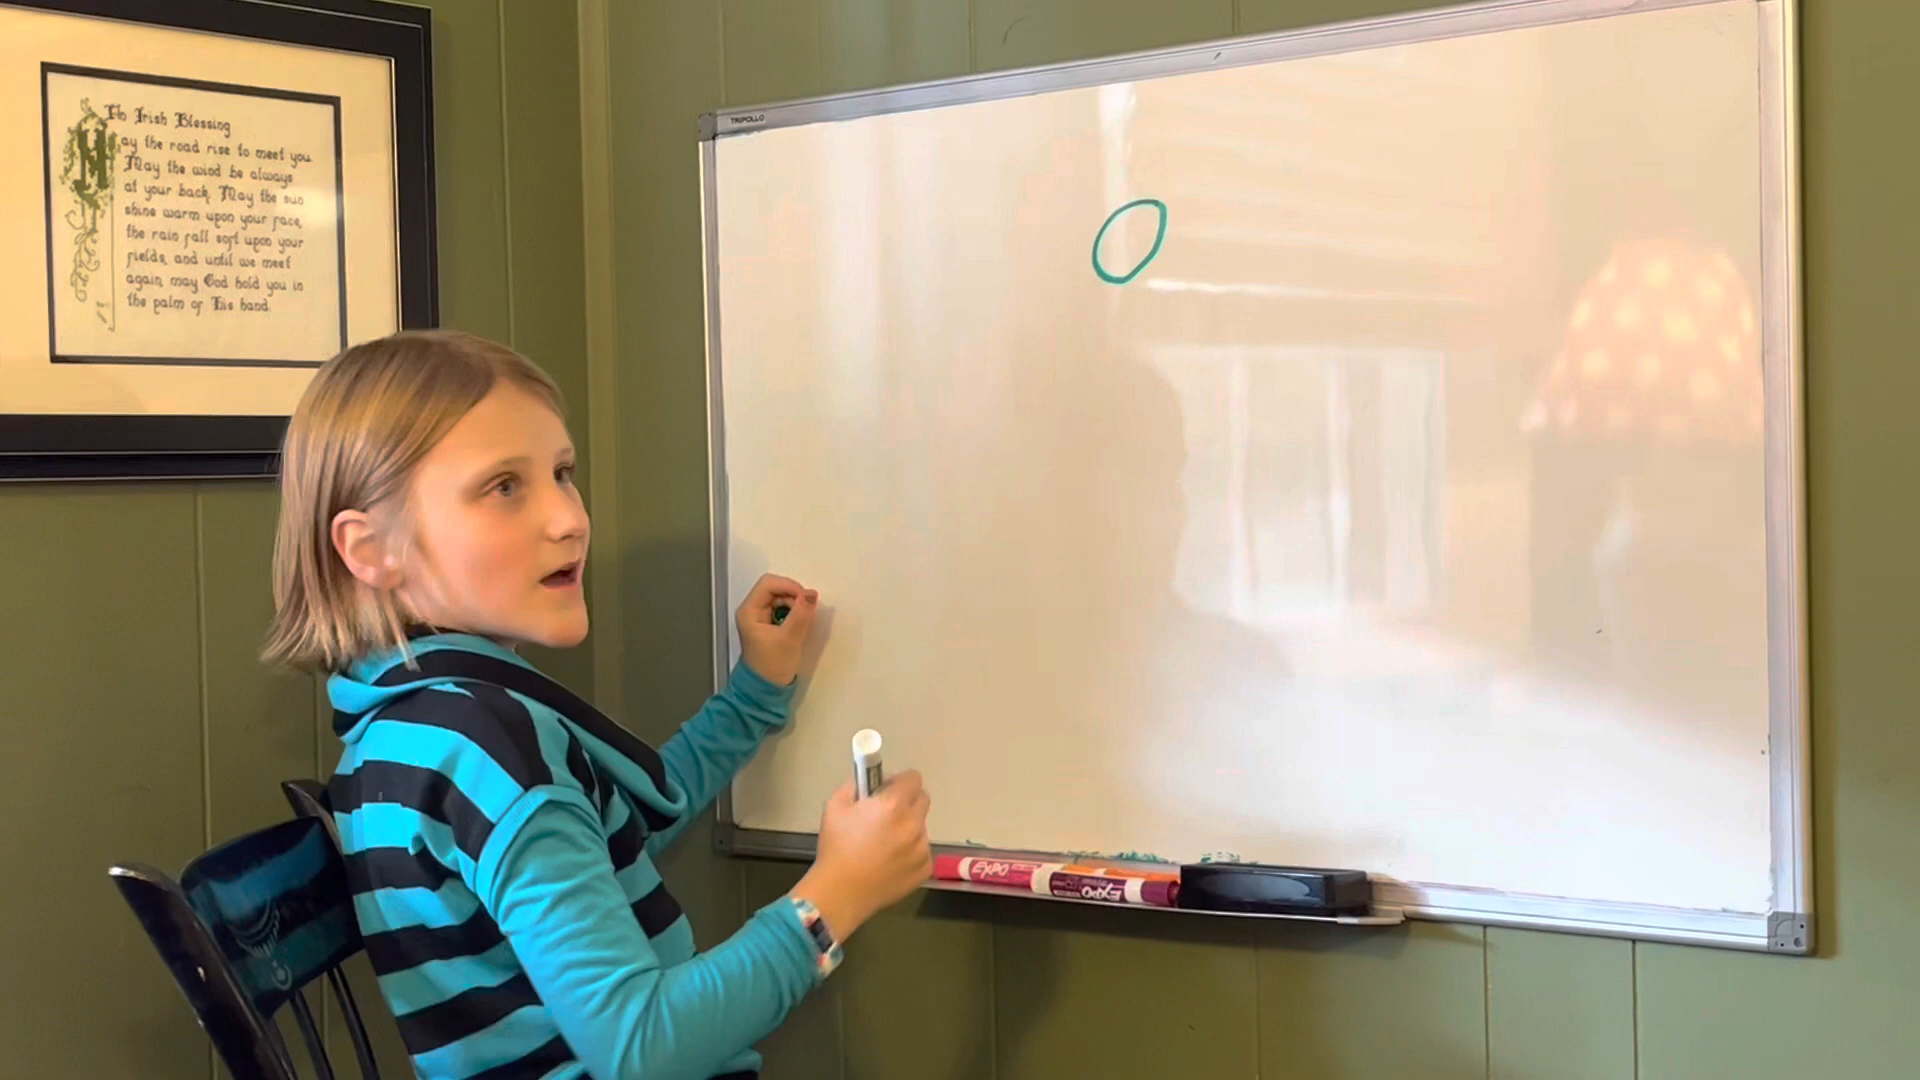 An Irish Blessing
May the road rise to meet you.
May the wind be always
at your back. May the sun
shine warm upon your face,
the rain fall soft upon your
fields, and until we meet
again, may God hold you in
the palm of His hand.
TRIPOLLO
EXPO
EXPO